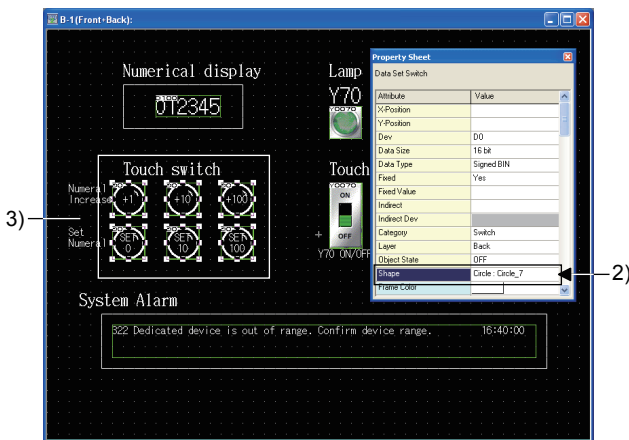 B-1(Front+Back):
Numerical display
012345
Lamp
Y70
Y0070
Property Sheet
Data Set Switch
Attribute Value
X-Position
Y-Position
Dev D0
Data Size 16 bit
Data Type Signed BIN
Fixed Yes
Fixed Value
Indirect
Indirect Dev
Category Switch
Layer Back
Object State OFF
Shape Circle : Circle_7
Frame Color
2)
3)
Touch switch
Numeral
Increase
+1
+10
+100
Set
Numeral
SET
0
SET
10
SET
100
Touch
Y0070
ON
OFF
Y70 ON/OFF
System Alarm
322 Dedicated device is out of range. Confirm device range. 16:40:00